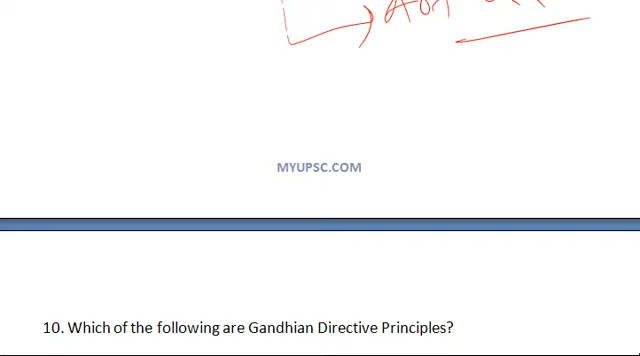 MYUPSC.COM
10. Which of the following are Gandhian Directive Principles?